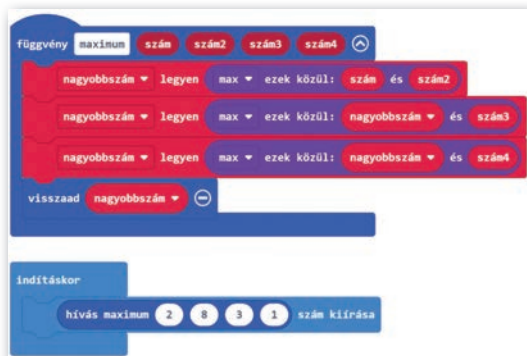 függvény maximum szám szám2 szám3 szám4
nagyobbszám legyen max ezek közül: szám és szám2
nagyobbszám legyen max ezek közül: nagyobbszám és szám3
nagyobbszám legyen max ezek közül: nagyobbszám és szám4
visszaad nagyobbszám
indításkor
hívás maximum 2 8 3 1 szám kiírása